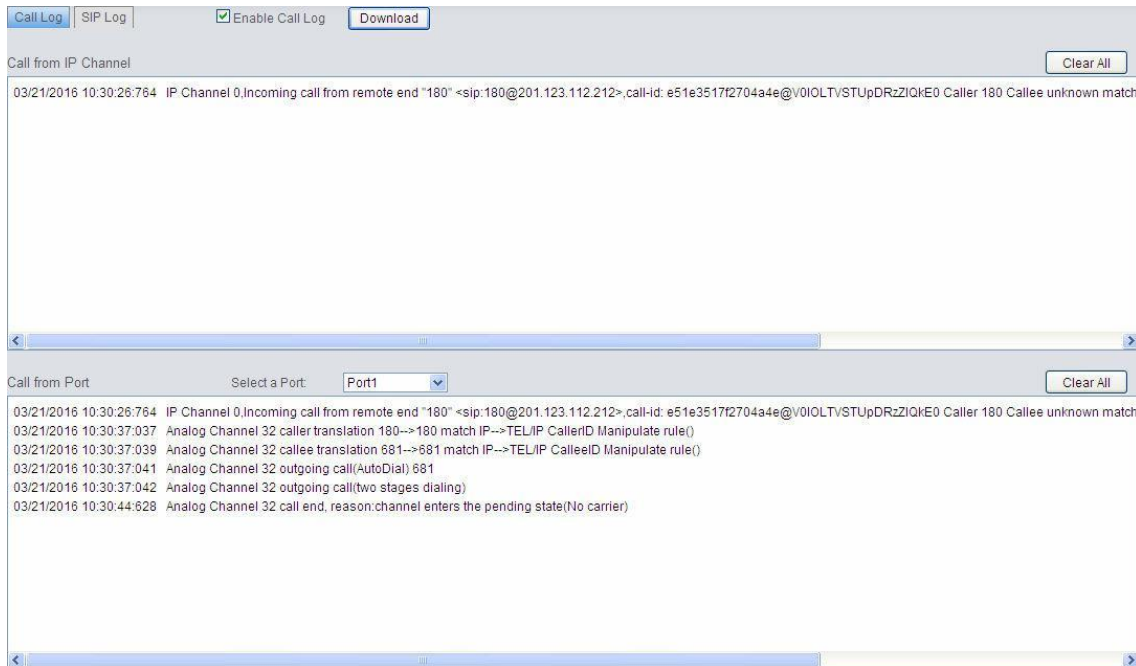 Call Log SIP Log Enable Call Log Download
Call from IP Channel Clear All
03/21/2016 10:30:26:764 IP Channel 0,Incoming call from remote end "180" <sip:180@201.123.112.212>,call-id: e51e3517f2704a4e@V0lOLTVSTUpDRzZIQkE0 Caller 180 Callee unknown match
Call from Port Select a Port: Port1 Clear All
03/21/2016 10:30:26:764 IP Channel 0,Incoming call from remote end "180" <sip:180@201.123.112.212>,call-id: e51e3517f2704a4e@V0lOLTVSTUpDRzZIQkE0 Caller 180 Callee unknown match
03/21/2016 10:30:37:037 Analog Channel 32 caller translation 180-->180 match IP-->TEL/IP CallerID Manipulate rule()
03/21/2016 10:30:37:039 Analog Channel 32 callee translation 681-->681 match IP-->TEL/IP CalleeID Manipulate rule()
03/21/2016 10:30:37:041 Analog Channel 32 outgoing call(AutoDial) 681
03/21/2016 10:30:37:042 Analog Channel 32 outgoing call(two stages dialing)
03/21/2016 10:30:44:628 Analog Channel 32 call end, reason:channel enters the pending state(No carrier)